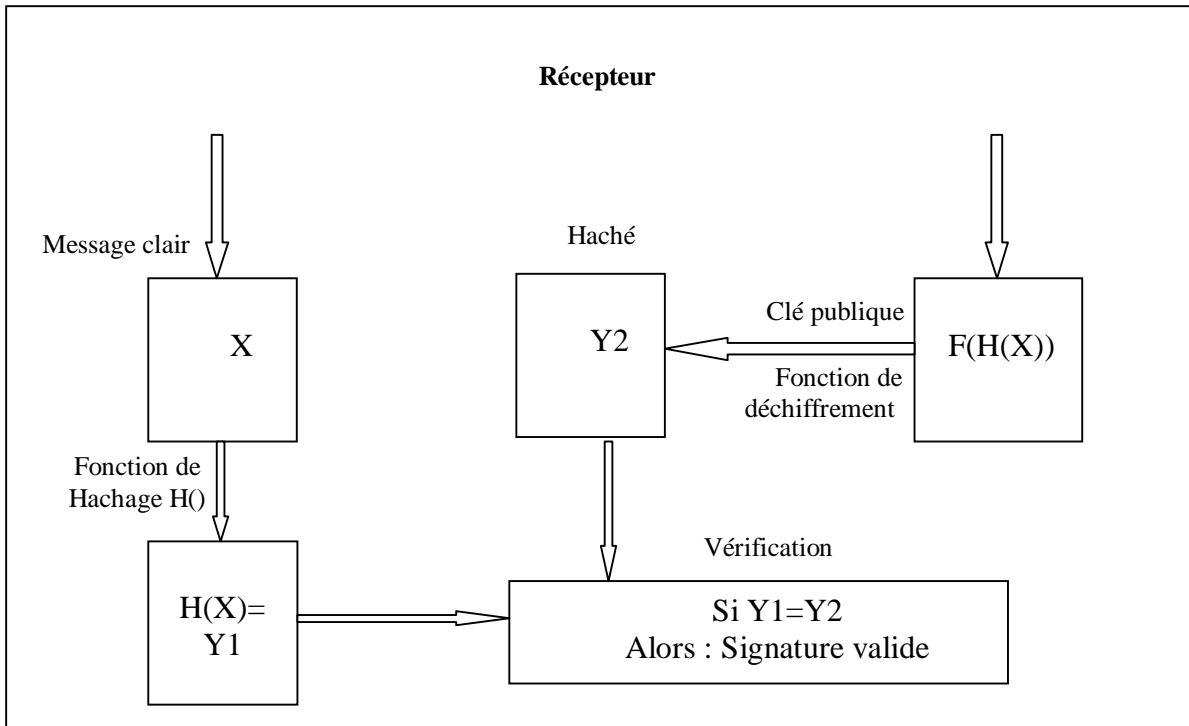 Récepteur
Message clair
X
Fonction de
Hachage H()
H(X)=
Y1
Haché
Y2
Clé publique
Fonction de
déchiffrement
F(H(X))
Vérification
Si Y1=Y2
Alors : Signature valide